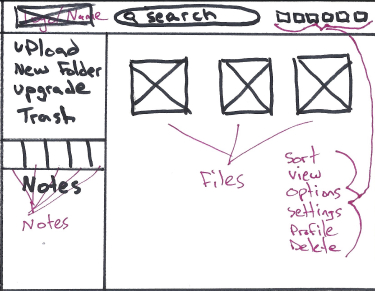 Logo/Name
search
upload
New Folder
upgrade
Trash
Notes
Notes
Files
Sort
view
options
settings
Profile
Delete